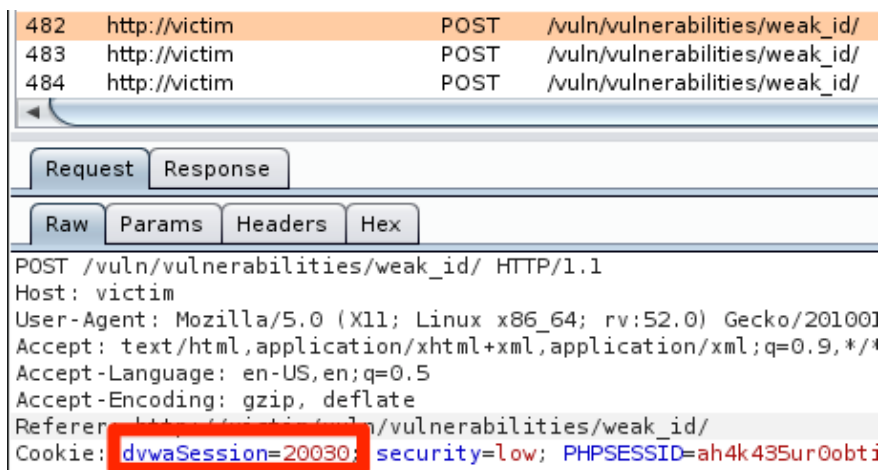 482 http://victim POST /vuln/vulnerabilities/weak_id/
483 http://victim POST /vuln/vulnerabilities/weak_id/
484 http://victim POST /vuln/vulnerabilities/weak_id/
Request Response
Raw Params Headers Hex
POST /vuln/vulnerabilities/weak_id/ HTTP/1.1
Host: victim
User-Agent: Mozilla/5.0 (X11; Linux x86_64; rv:52.0) Gecko/201001
Accept: text/html,application/xhtml+xml,application/xml;q=0.9,*/*
Accept-Language: en-US,en;q=0.5
Accept-Encoding: gzip, deflate
Referer: http://victim/vuln/vulnerabilities/weak_id/
Cookie: dvwaSession=20030; security=low; PHPSESSID=ah4k435ur0obti